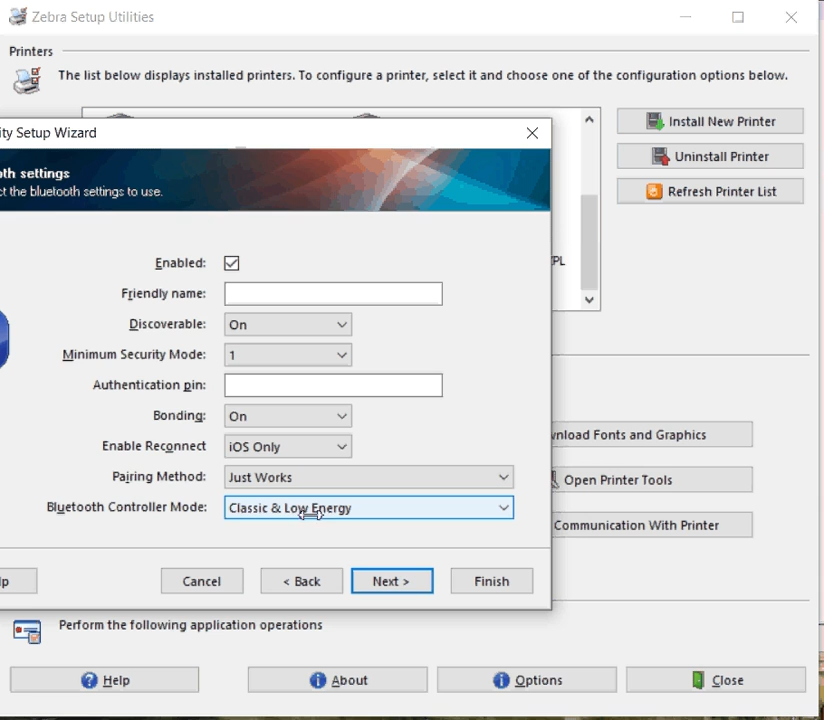 Zebra Setup Utilities
Printers
The list below displays installed printers. To configure a printer, select it and choose one of the configuration options below.
Install New Printer
Uninstall Printer
Refresh Printer List
ity Setup Wizard
oth settings
ct the bluetooth settings to use.
ZPL
Enabled:
Friendly name:
Discoverable: On
Minimum Security Mode: 1
Authentication pin:
Bonding: On
Enable Reconnect iOS Only
Pairing Method: Just Works
Bluetooth Controller Mode: Classic & Low Energy
wnload Fonts and Graphics
Open Printer Tools
Communication With Printer
lp
Cancel
< Back
Next >
Finish
Perform the following application operations
Help
About
Options
Close